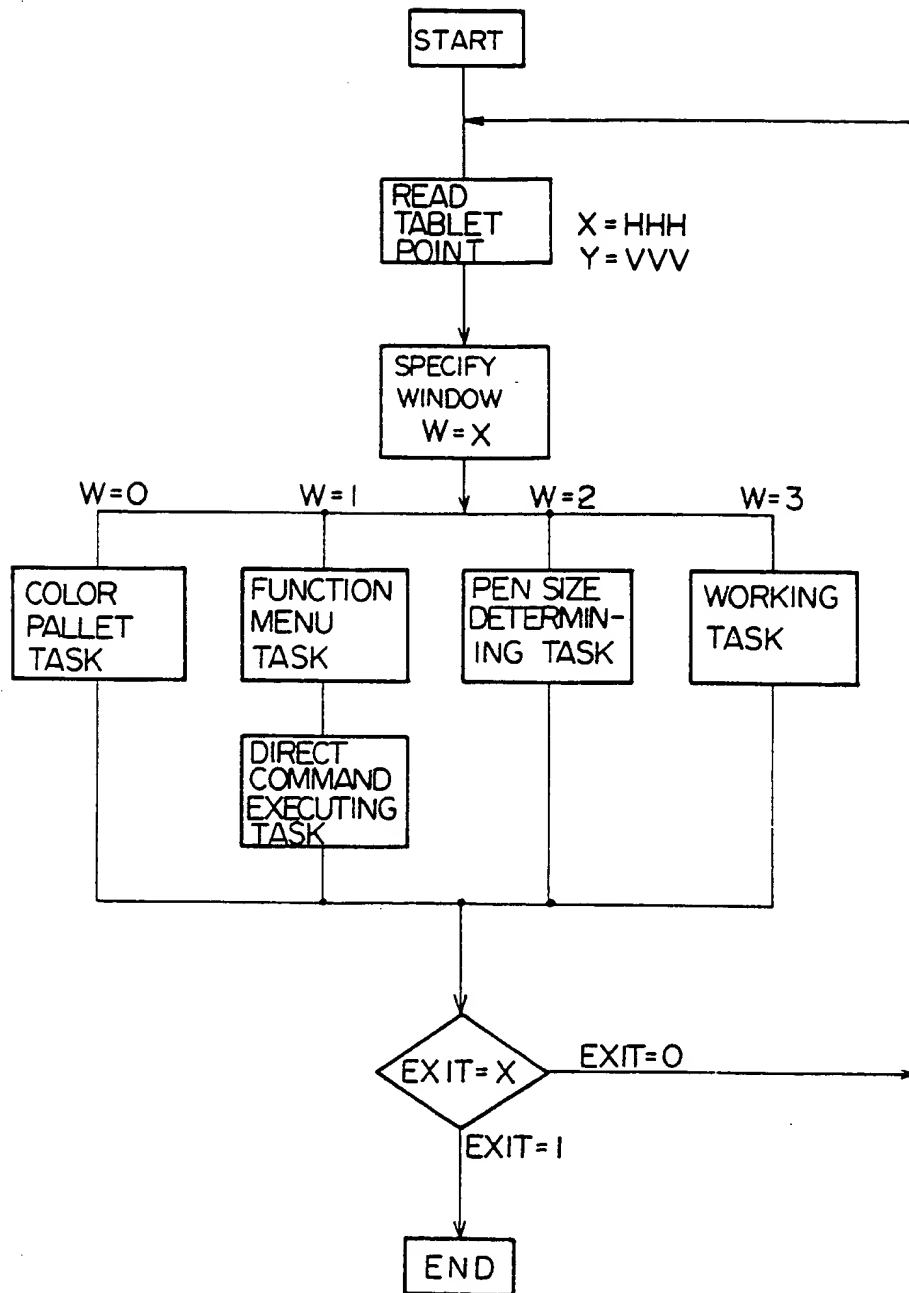 START
READ
TABLET
POINT
X=HHH
Y=VVV
SPECIFY
WINDOW
W=X
W=0
W=1
W=2
W=3
COLOR
PALLET
TASK
FUNCTION
MENU
TASK
PEN SIZE
DETERMIN-
ING TASK
WORKING
TASK
DIRECT
COMMAND
EXECUTING
TASK
EXIT=X
EXIT=0
EXIT=1
END